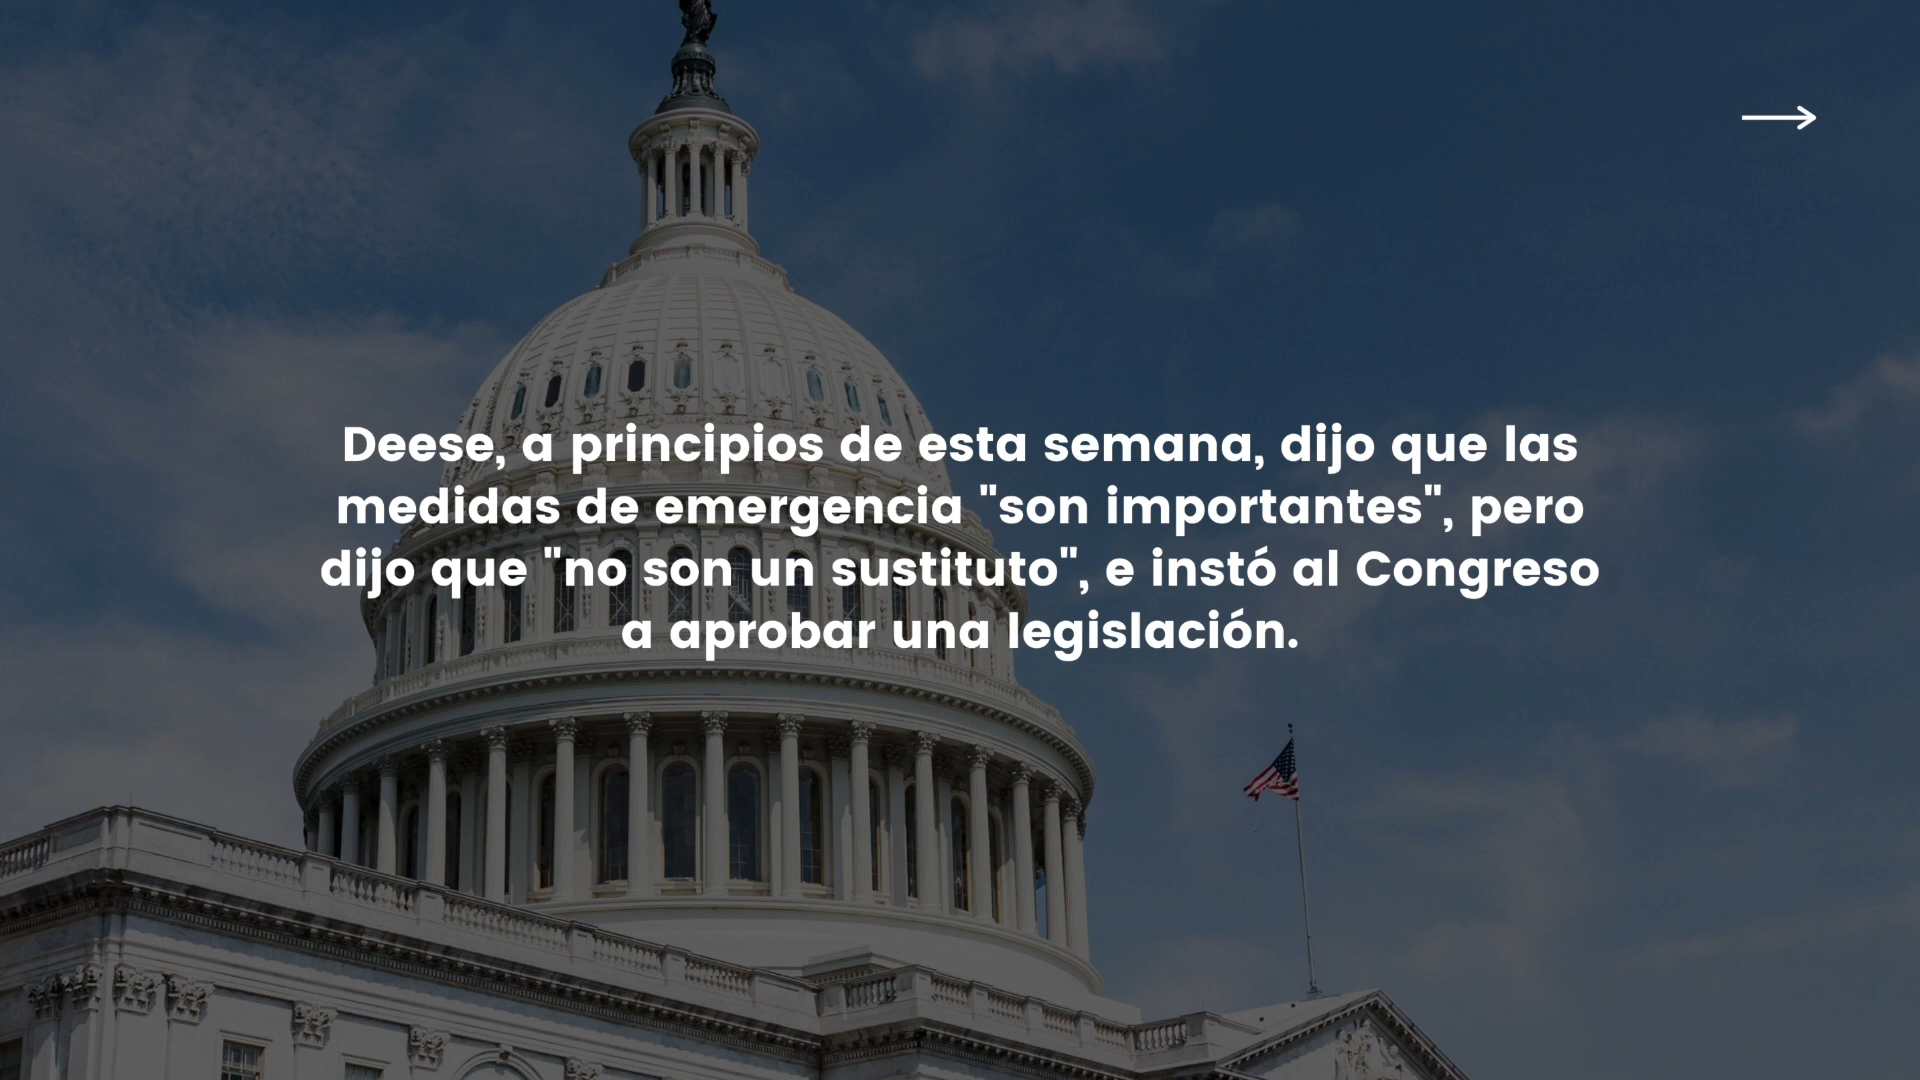 Deese, a principios de esta semana, dijo que las
medidas de emergencia "son importantes", pero
dijo que "no son un sustituto", e instó al Congreso
a aprobar una legislación.